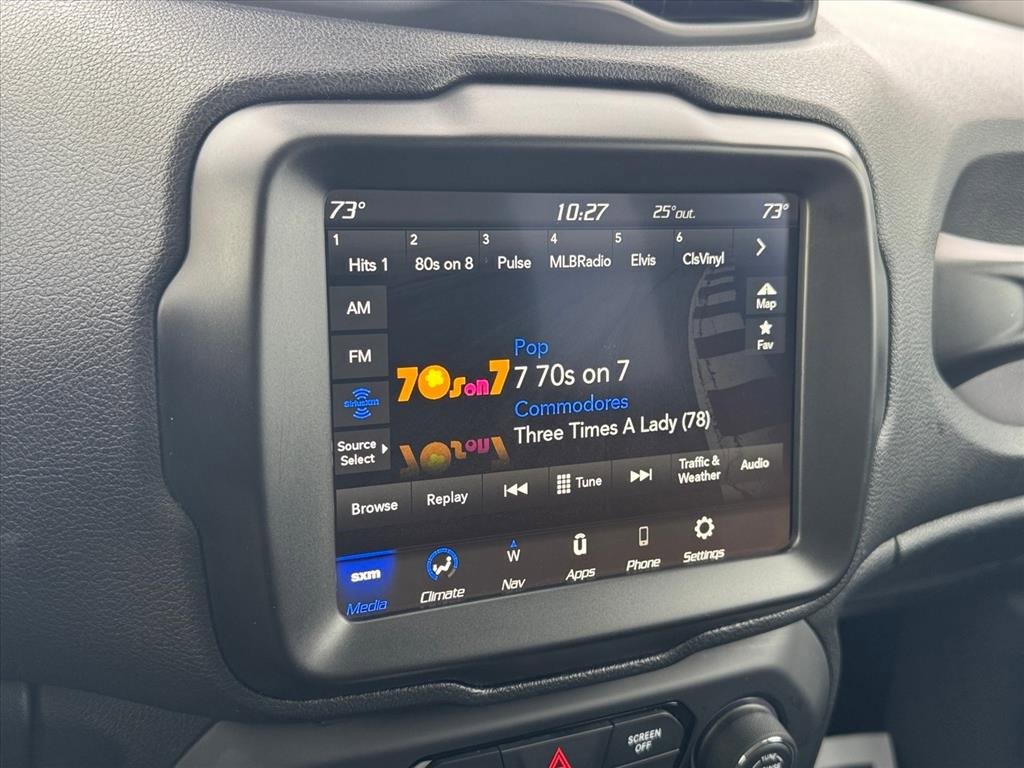 73° 10:27 25°out. 73°
1 2 3 4 5 6
Hits 1 80s on 8 Pulse MLBRadio Elvis ClsVinyl
AM
Map
FM
Fav
Pop
70s on 7 7 70s on 7
siriusxm Commodores
Three Times A Lady (78)
Source
Select
Browse Replay Tune Traffic &
Weather Audio
sxm W
Media Climate Nav Apps Phone Settings
SCREEN
OFF